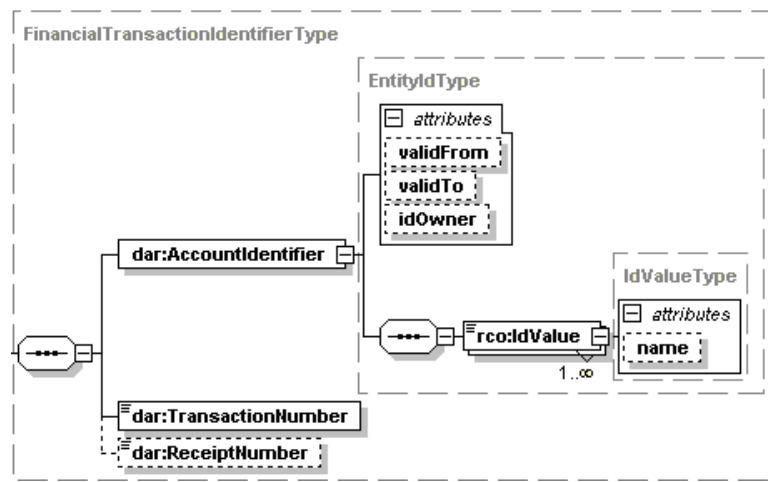 FinancialTransactionIdentifierType
EntityIdType
attributes
validFrom
validTo
idOwner
dar:AccountIdentifier
IdValueType
attributes
name
rco:IdValue
1..∞
dar:TransactionNumber
dar:ReceiptNumber